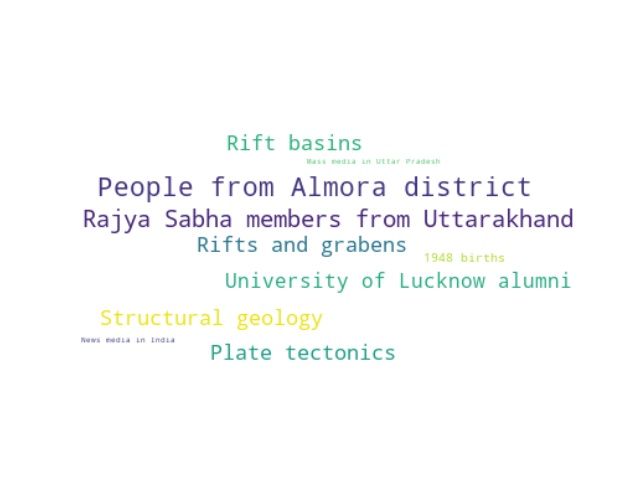 Rift basins
Mass media in Uttar Pradesh
People from Almora district
Rajya Sabha members from Uttarakhand
Rifts and grabens
1948 births
University of Lucknow alumni
Structural geology
News media in India
Plate tectonics